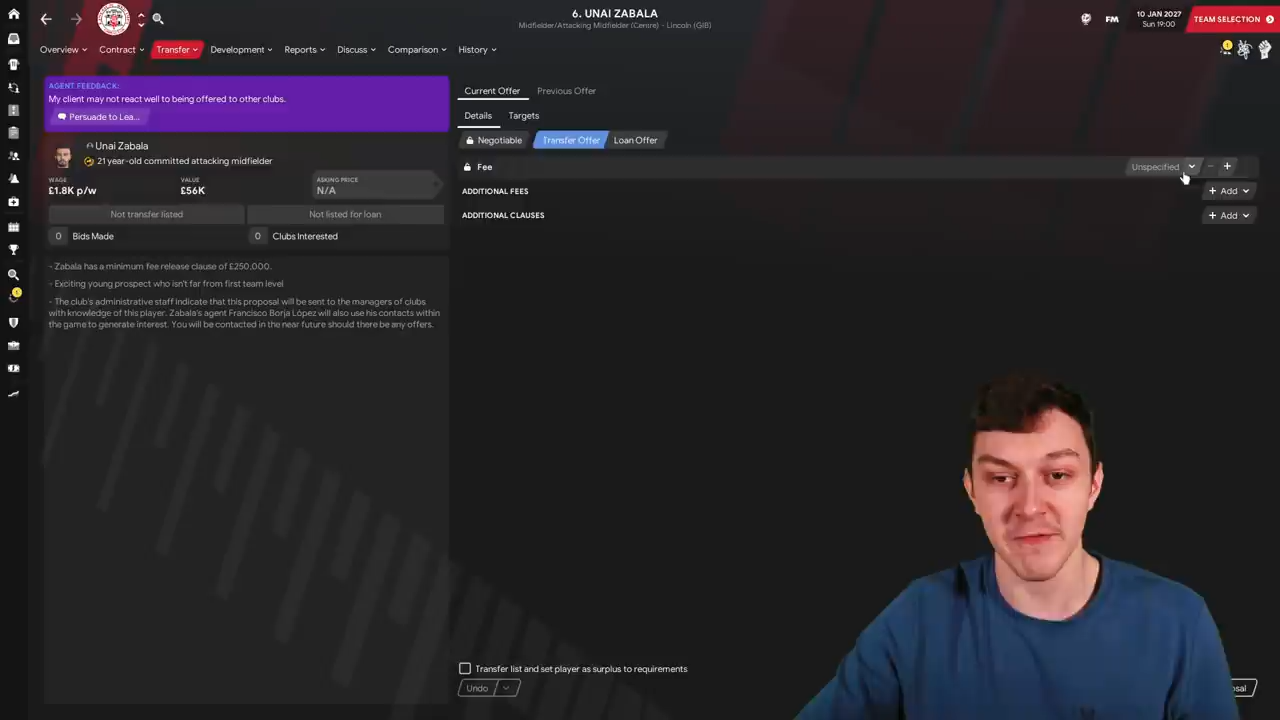 6. UNAI ZABALA
Midfielder/Attacking Midfielder (Centre) - Lincoln (GIB)
FM
10 JAN 2027
Sun 19:00
TEAM SELECTION
Overview
Contract
Transfer
Development
Reports
Discuss
Comparison
History
1
AGENT FEEDBACK:
My client may not react well to being offered to other clubs.
Persuade to Lea...
Unai Zabala
21 year-old committed attacking midfielder
WAGE
£1.8K p/w
VALUE
£56K
ASKING PRICE
N/A
Not transfer listed
Not listed for loan
0 Bids Made
0 Clubs Interested
- Zabala has a minimum fee release clause of £250,000.
- Exciting young prospect who isn't far from first team level
- The club's administrative staff indicate that this proposal will be sent to the managers of clubs
with knowledge of this player. Zabala's agent Francisco Borja López will also use his contacts within
the game to generate interest. You will be contacted in the near future should there be any offers.
Current Offer
Previous Offer
Details
Targets
Negotiable
Transfer Offer
Loan Offer
Fee
Unspecified
- +
ADDITIONAL FEES
+ Add
ADDITIONAL CLAUSES
+ Add
Transfer list and set player as surplus to requirements
Undo